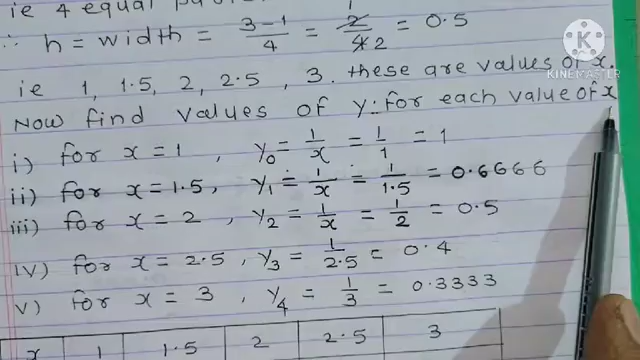 ie 4 equal
∴ h = width = (3-1)/4 = 2/4 2 = 0.5
1
ie 1, 1.5, 2, 2.5, 3. these are values of x.
KINEMASTER
Now find values of y for each value of x
i) for x = 1, y₀ = 1/x = 1/1 = 1
ii) for x = 1.5, y₁ = 1/x = 1/1.5 = 0.6666
iii) for x = 2, y₂ = 1/x = 1/2 = 0.5
iv) for x = 2.5, y₃ = 1/2.5 = 0.4
v) for x = 3, y₄ = 1/3 = 0.3333
x 1 1.5 2 2.5 3